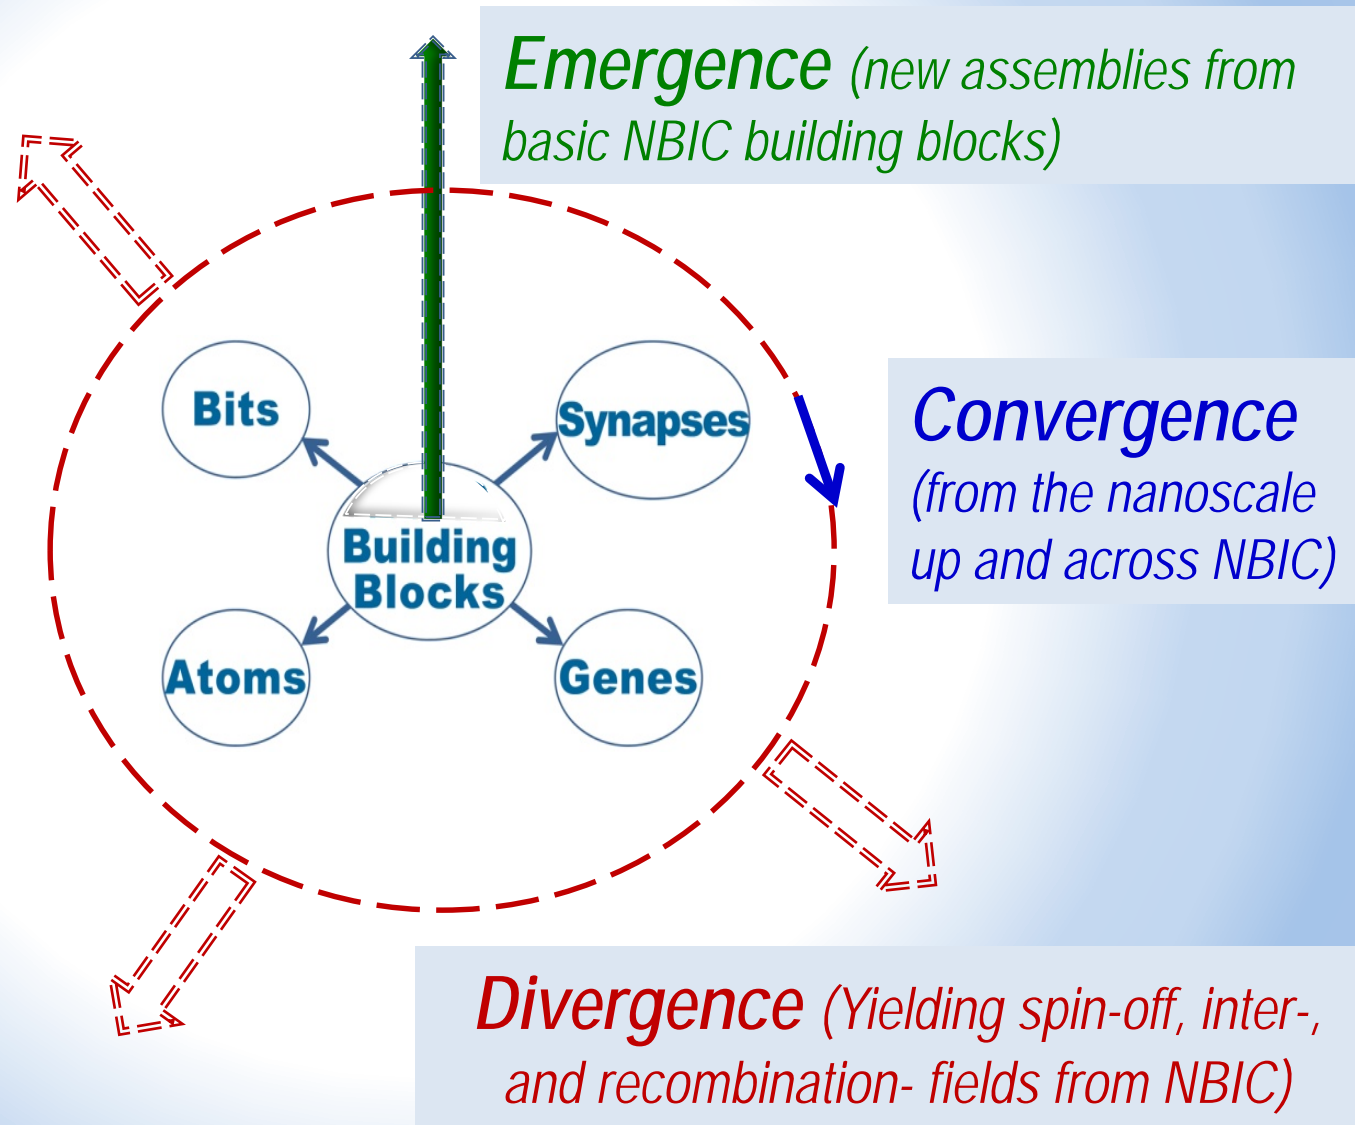 Emergence (new assemblies from
basic NBIC building blocks)
Bits
Synapses
Convergence
(from the nanoscale
up and across NBIC)
Building
Blocks
Atoms
Genes
Divergence (Yielding spin-off, inter-,
and recombination- fields from NBIC)